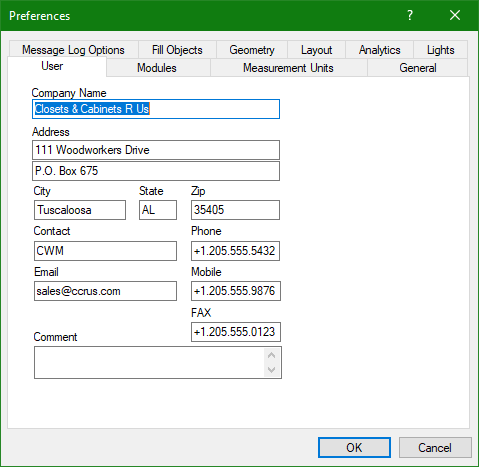 Preferences ?
Message Log Options Fill Objects Geometry Layout Analytics Lights
User Modules Measurement Units General
Company Name
Closets & Cabinets R Us
Address
111 Woodworkers Drive
P.O. Box 675
City State Zip
Tuscaloosa AL 35405
Contact Phone
CWM +1.205.555.5432
Email Mobile
sales@ccrus.com +1.205.555.9876
FAX
+1.205.555.0123
Comment
OK Cancel